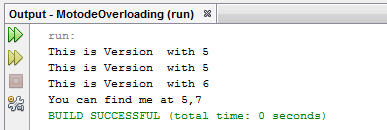 Output - MotodeOverloading (run)
run:
This is Version  with 5
This is Version  with 5
This is Version  with 6
You can find me at 5,7
BUILD SUCCESSFUL (total time: 0 seconds)